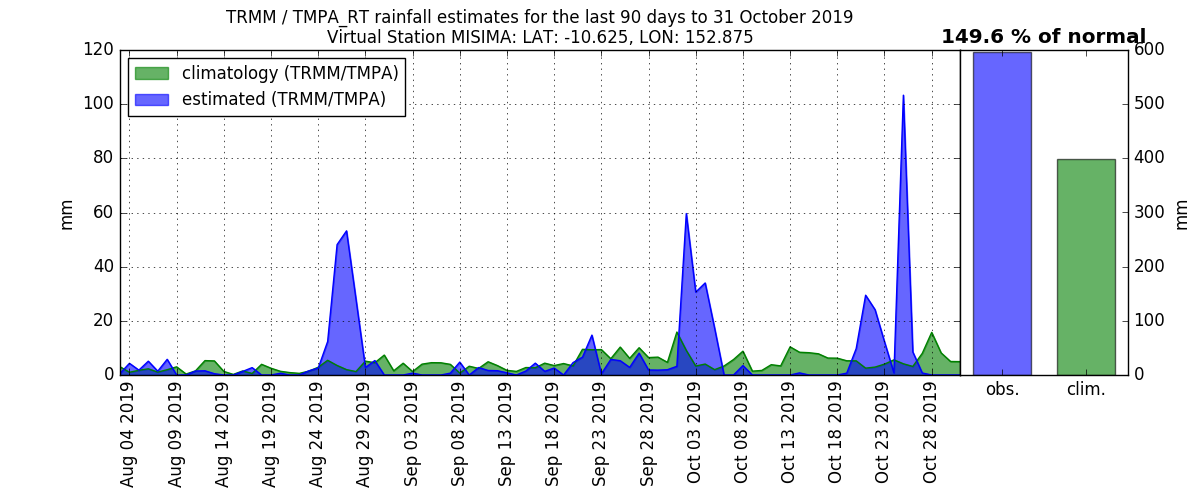 TRMM / TMPA_RT rainfall estimates for the last 90 days to 31 October 2019
Virtual Station MISIMA: LAT: -10.625, LON: 152.875
149.6 % of normal
climatology (TRMM/TMPA)
estimated (TRMM/TMPA)
120
100
80
60
40
20
0
mm
Aug 04 2019
Aug 09 2019
Aug 14 2019
Aug 19 2019
Aug 24 2019
Aug 29 2019
Sep 03 2019
Sep 08 2019
Sep 13 2019
Sep 18 2019
Sep 23 2019
Sep 28 2019
Oct 03 2019
Oct 08 2019
Oct 13 2019
Oct 18 2019
Oct 23 2019
Oct 28 2019
600
500
400
300
200
100
0
mm
obs.
clim.